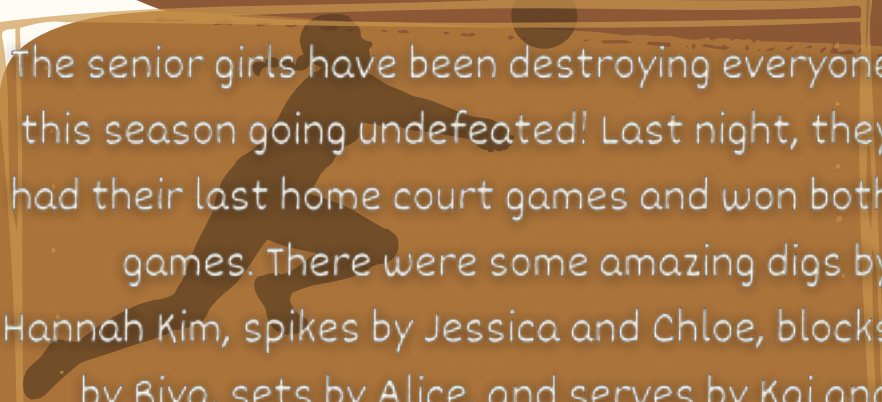 The senior girls have been destroying everyone
this season going undefeated! Last night, they
had their last home court games and won both
games. There were some amazing digs by
Hannah Kim, spikes by Jessica and Chloe, blocks
by Riya, sets by Alice, and serves by Kai and